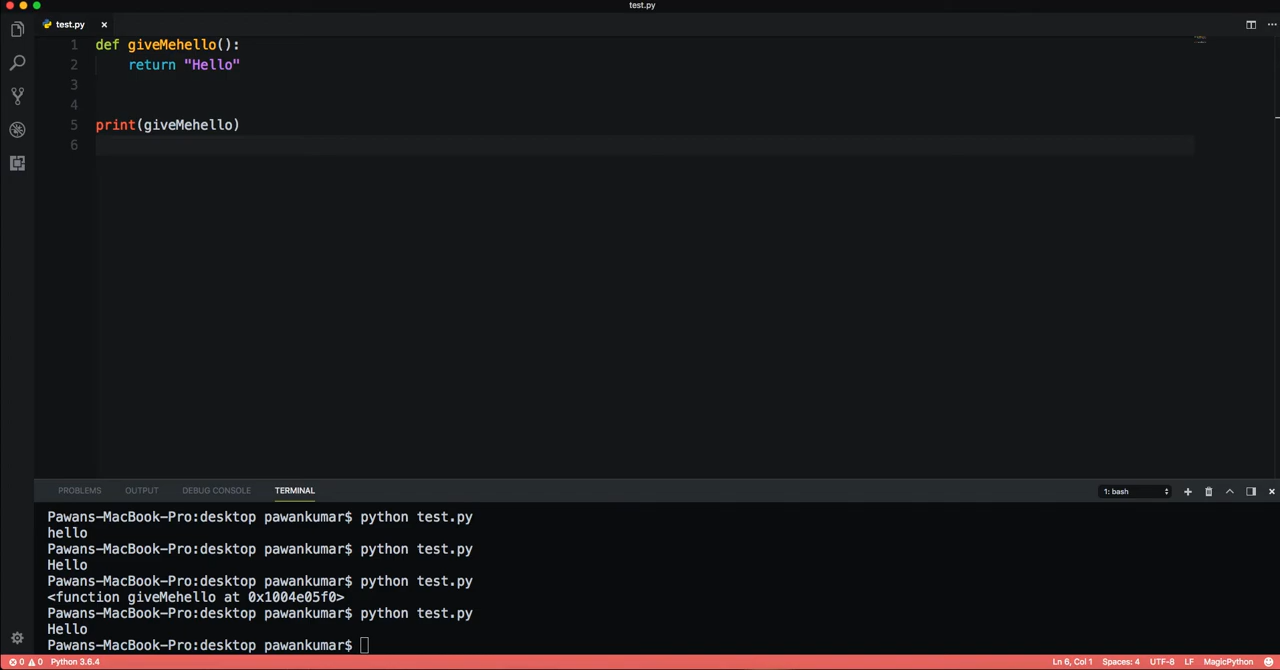 test.py
test.py
1 def giveMehello():
2 return "Hello"
3
4
5 print(giveMehello)
6
PROBLEMS OUTPUT DEBUG CONSOLE TERMINAL 1: bash
Pawans-MacBook-Pro:desktop pawankumar$ python test.py
hello
Pawans-MacBook-Pro:desktop pawankumar$ python test.py
Hello
Pawans-MacBook-Pro:desktop pawankumar$ python test.py
<function giveMehello at 0x1004e05f0>
Pawans-MacBook-Pro:desktop pawankumar$ python test.py
Hello
Pawans-MacBook-Pro:desktop pawankumar$
0 0 Python 3.6.4 Ln 6, Col 1 Spaces: 4 UTF-8 LF MagicPython